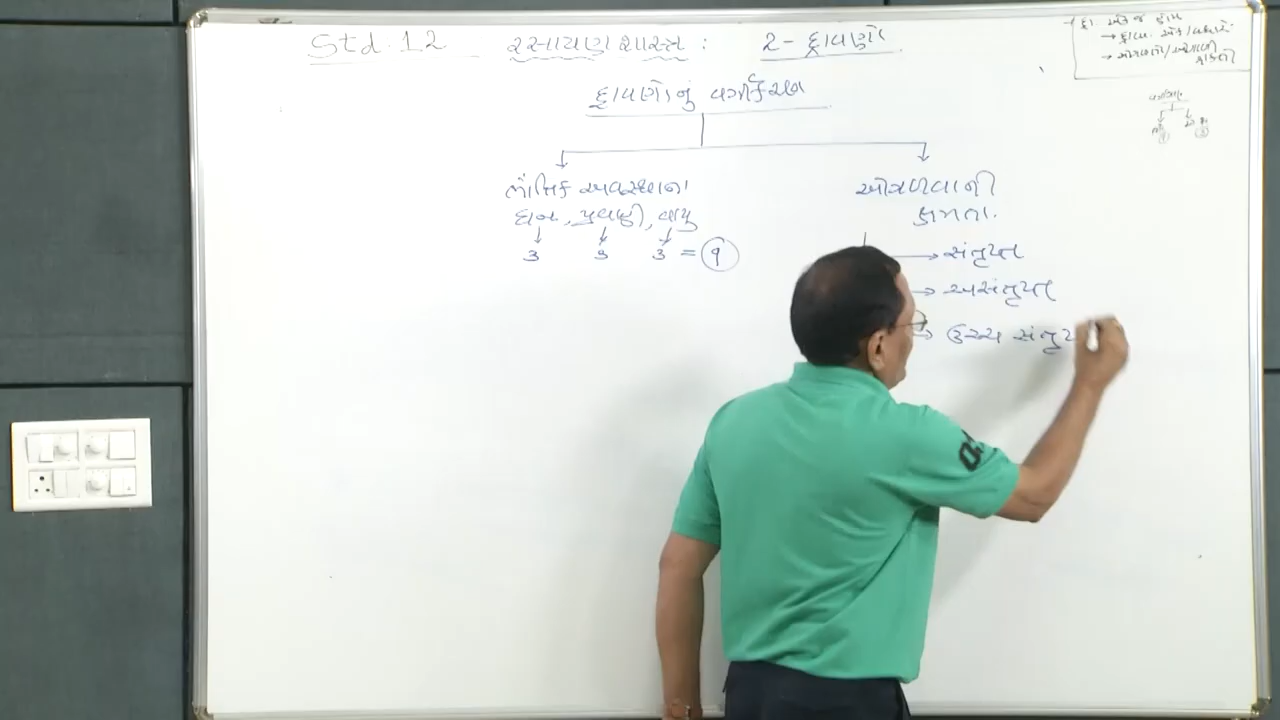 Std. 12 રસાયણ શાસ્ત્ર : 2 - દ્રાવણો
દ્રાવણોનું વર્ગીકરણ
ભૌતિક અવસ્થાના
ઘન, પ્રવાહી, વાયુ
3 3 3 = 9
ઓગળવાની
ક્ષમતા.
→ સંતૃપ્ત
→ અસંતૃપ્ત
→ ઉચ્ચ સંતૃપ